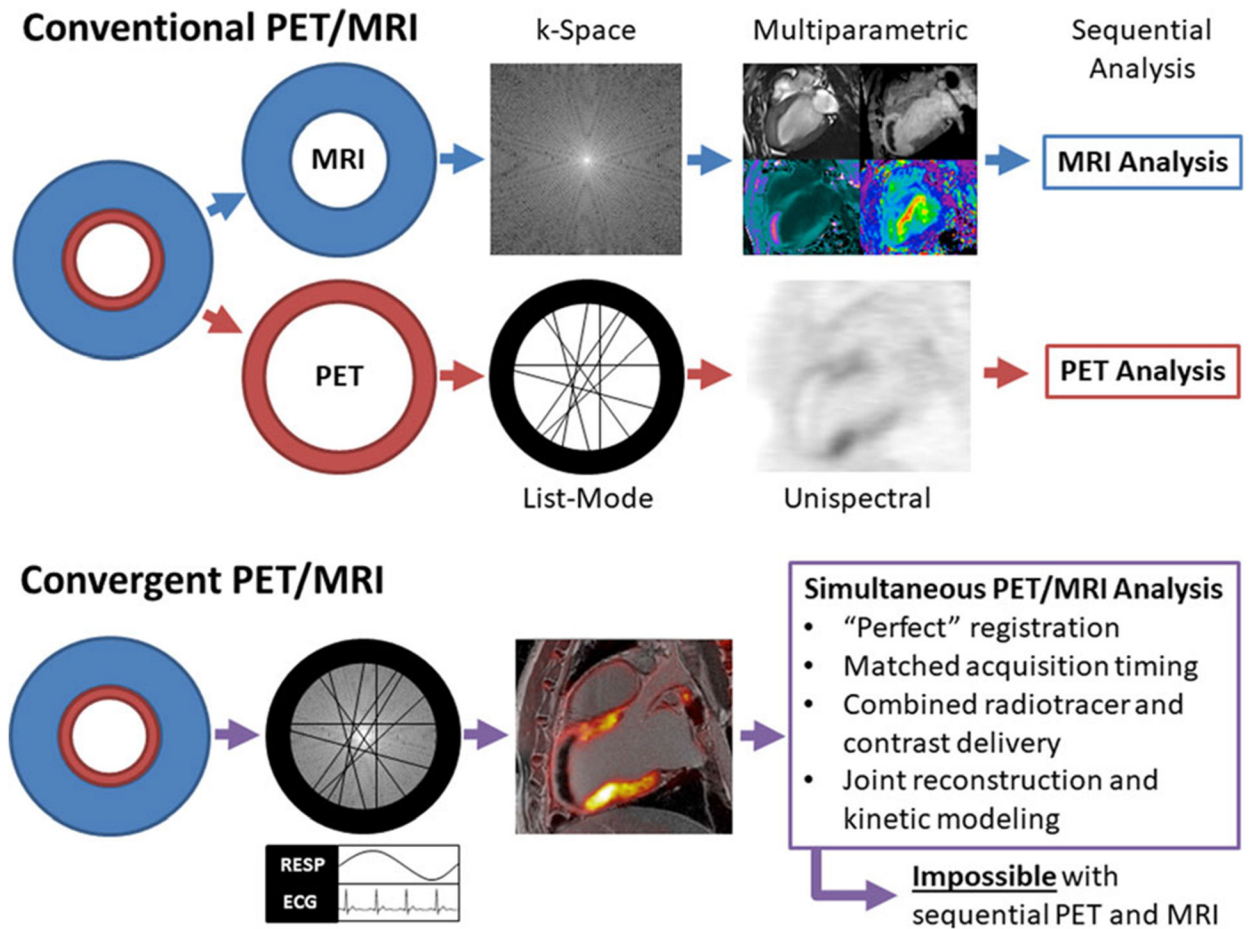 Conventional PET/MRI
k-Space
Multiparametric
Sequential
Analysis
MRI
MRI Analysis
PET
PET Analysis
List-Mode
Unispectral
Convergent PET/MRI
Simultaneous PET/MRI Analysis
• “Perfect” registration
• Matched acquisition timing
• Combined radiotracer and
contrast delivery
• Joint reconstruction and
kinetic modeling
RESP
ECG
Impossible with
sequential PET and MRI